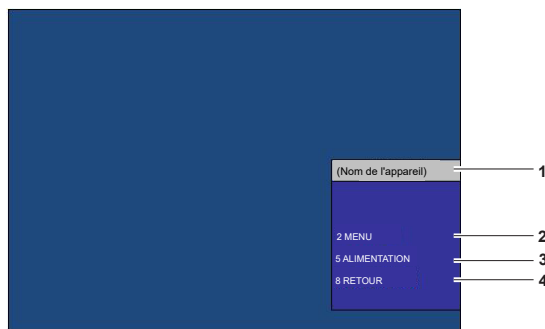 (Nom de l'appareil) 1
2 MENU 2
5 ALIMENTATION 3
8 RETOUR 4